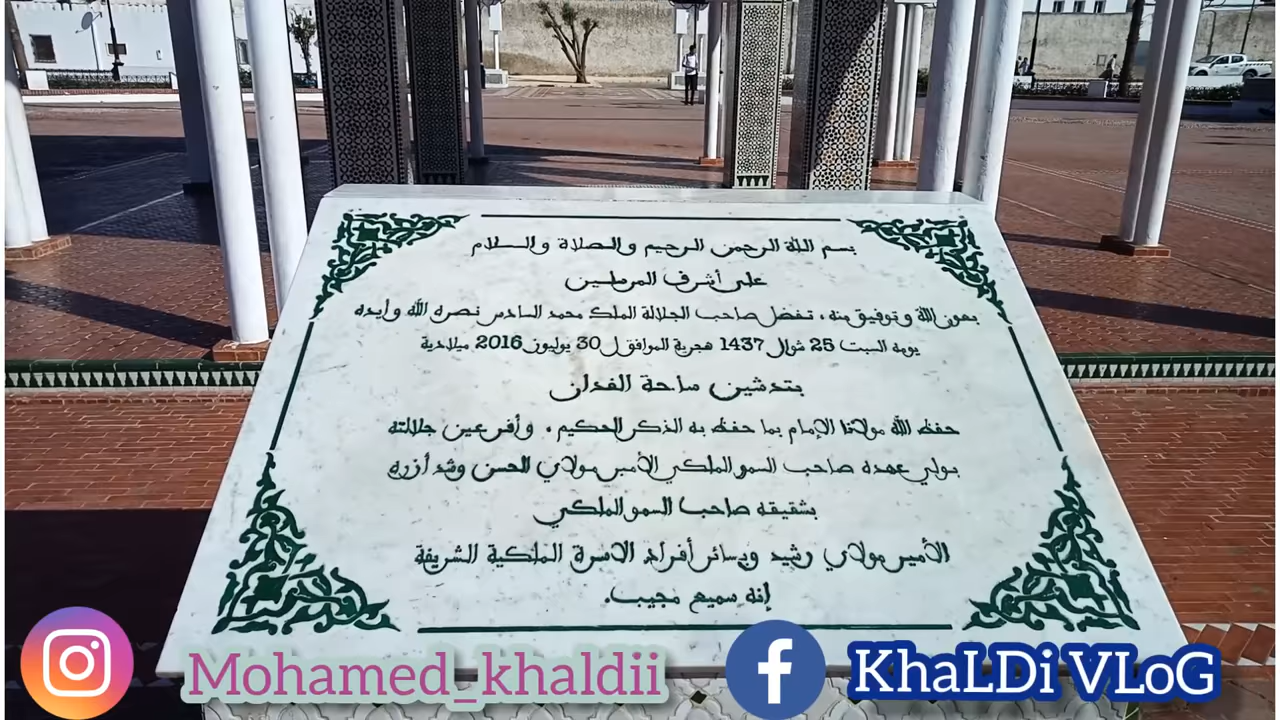 بسم الله الرحمن الرحيم والصلاة والسلام
على أشرف المرسلين
بعون الله وتوفيق منه، تفضل صاحب الجلالة الملك محمد السادس نصره الله وأيده
يومه السبت 25 شوال 1437 هجرية الموافق ل 30 يوليوز 2016 ميلادية
بتدشين ساحة الفدان
حفظ الله مولانا الإمام بما حفظ به الذكر الحكيم، وأقر عين جلالته
بولي عهده صاحب السمو الملكي الأمير مولاي الحسن وشد أزره
بشقيقه صاحب السمو الملكي
الأمير مولاي رشيد وبسائر أفراد الاسرة الملكية الشريفة
إنه سميع مجيب.
Mohamed_khaldii
KhaLDi VLoG